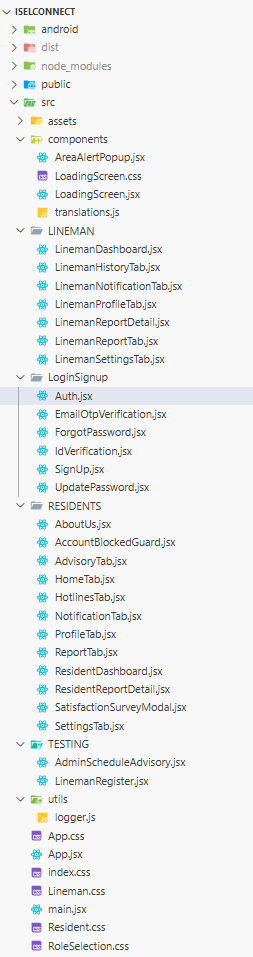 ISELCONNECT
android
dist
node_modules
public
src
assets
components
AreaAlertPopup.jsx
LoadingScreen.css
LoadingScreen.jsx
translations.js
LINEMAN
LinemanDashboard.jsx
LinemanHistoryTab.jsx
LinemanNotificationTab.jsx
LinemanProfileTab.jsx
LinemanReportDetail.jsx
LinemanReportTab.jsx
LinemanSettingsTab.jsx
LoginSignup
Auth.jsx
EmailOtpVerification.jsx
ForgotPassword.jsx
IdVerification.jsx
SignUp.jsx
UpdatePassword.jsx
RESIDENTS
AboutUs.jsx
AccountBlockedGuard.jsx
AdvisoryTab.jsx
HomeTab.jsx
HotlinesTab.jsx
NotificationTab.jsx
ProfileTab.jsx
ReportTab.jsx
ResidentDashboard.jsx
ResidentReportDetail.jsx
SatisfactionSurveyModal.jsx
SettingsTab.jsx
TESTING
AdminScheduleAdvisory.jsx
LinemanRegister.jsx
utils
logger.js
App.css
App.jsx
index.css
Lineman.css
main.jsx
Resident.css
RoleSelection.css